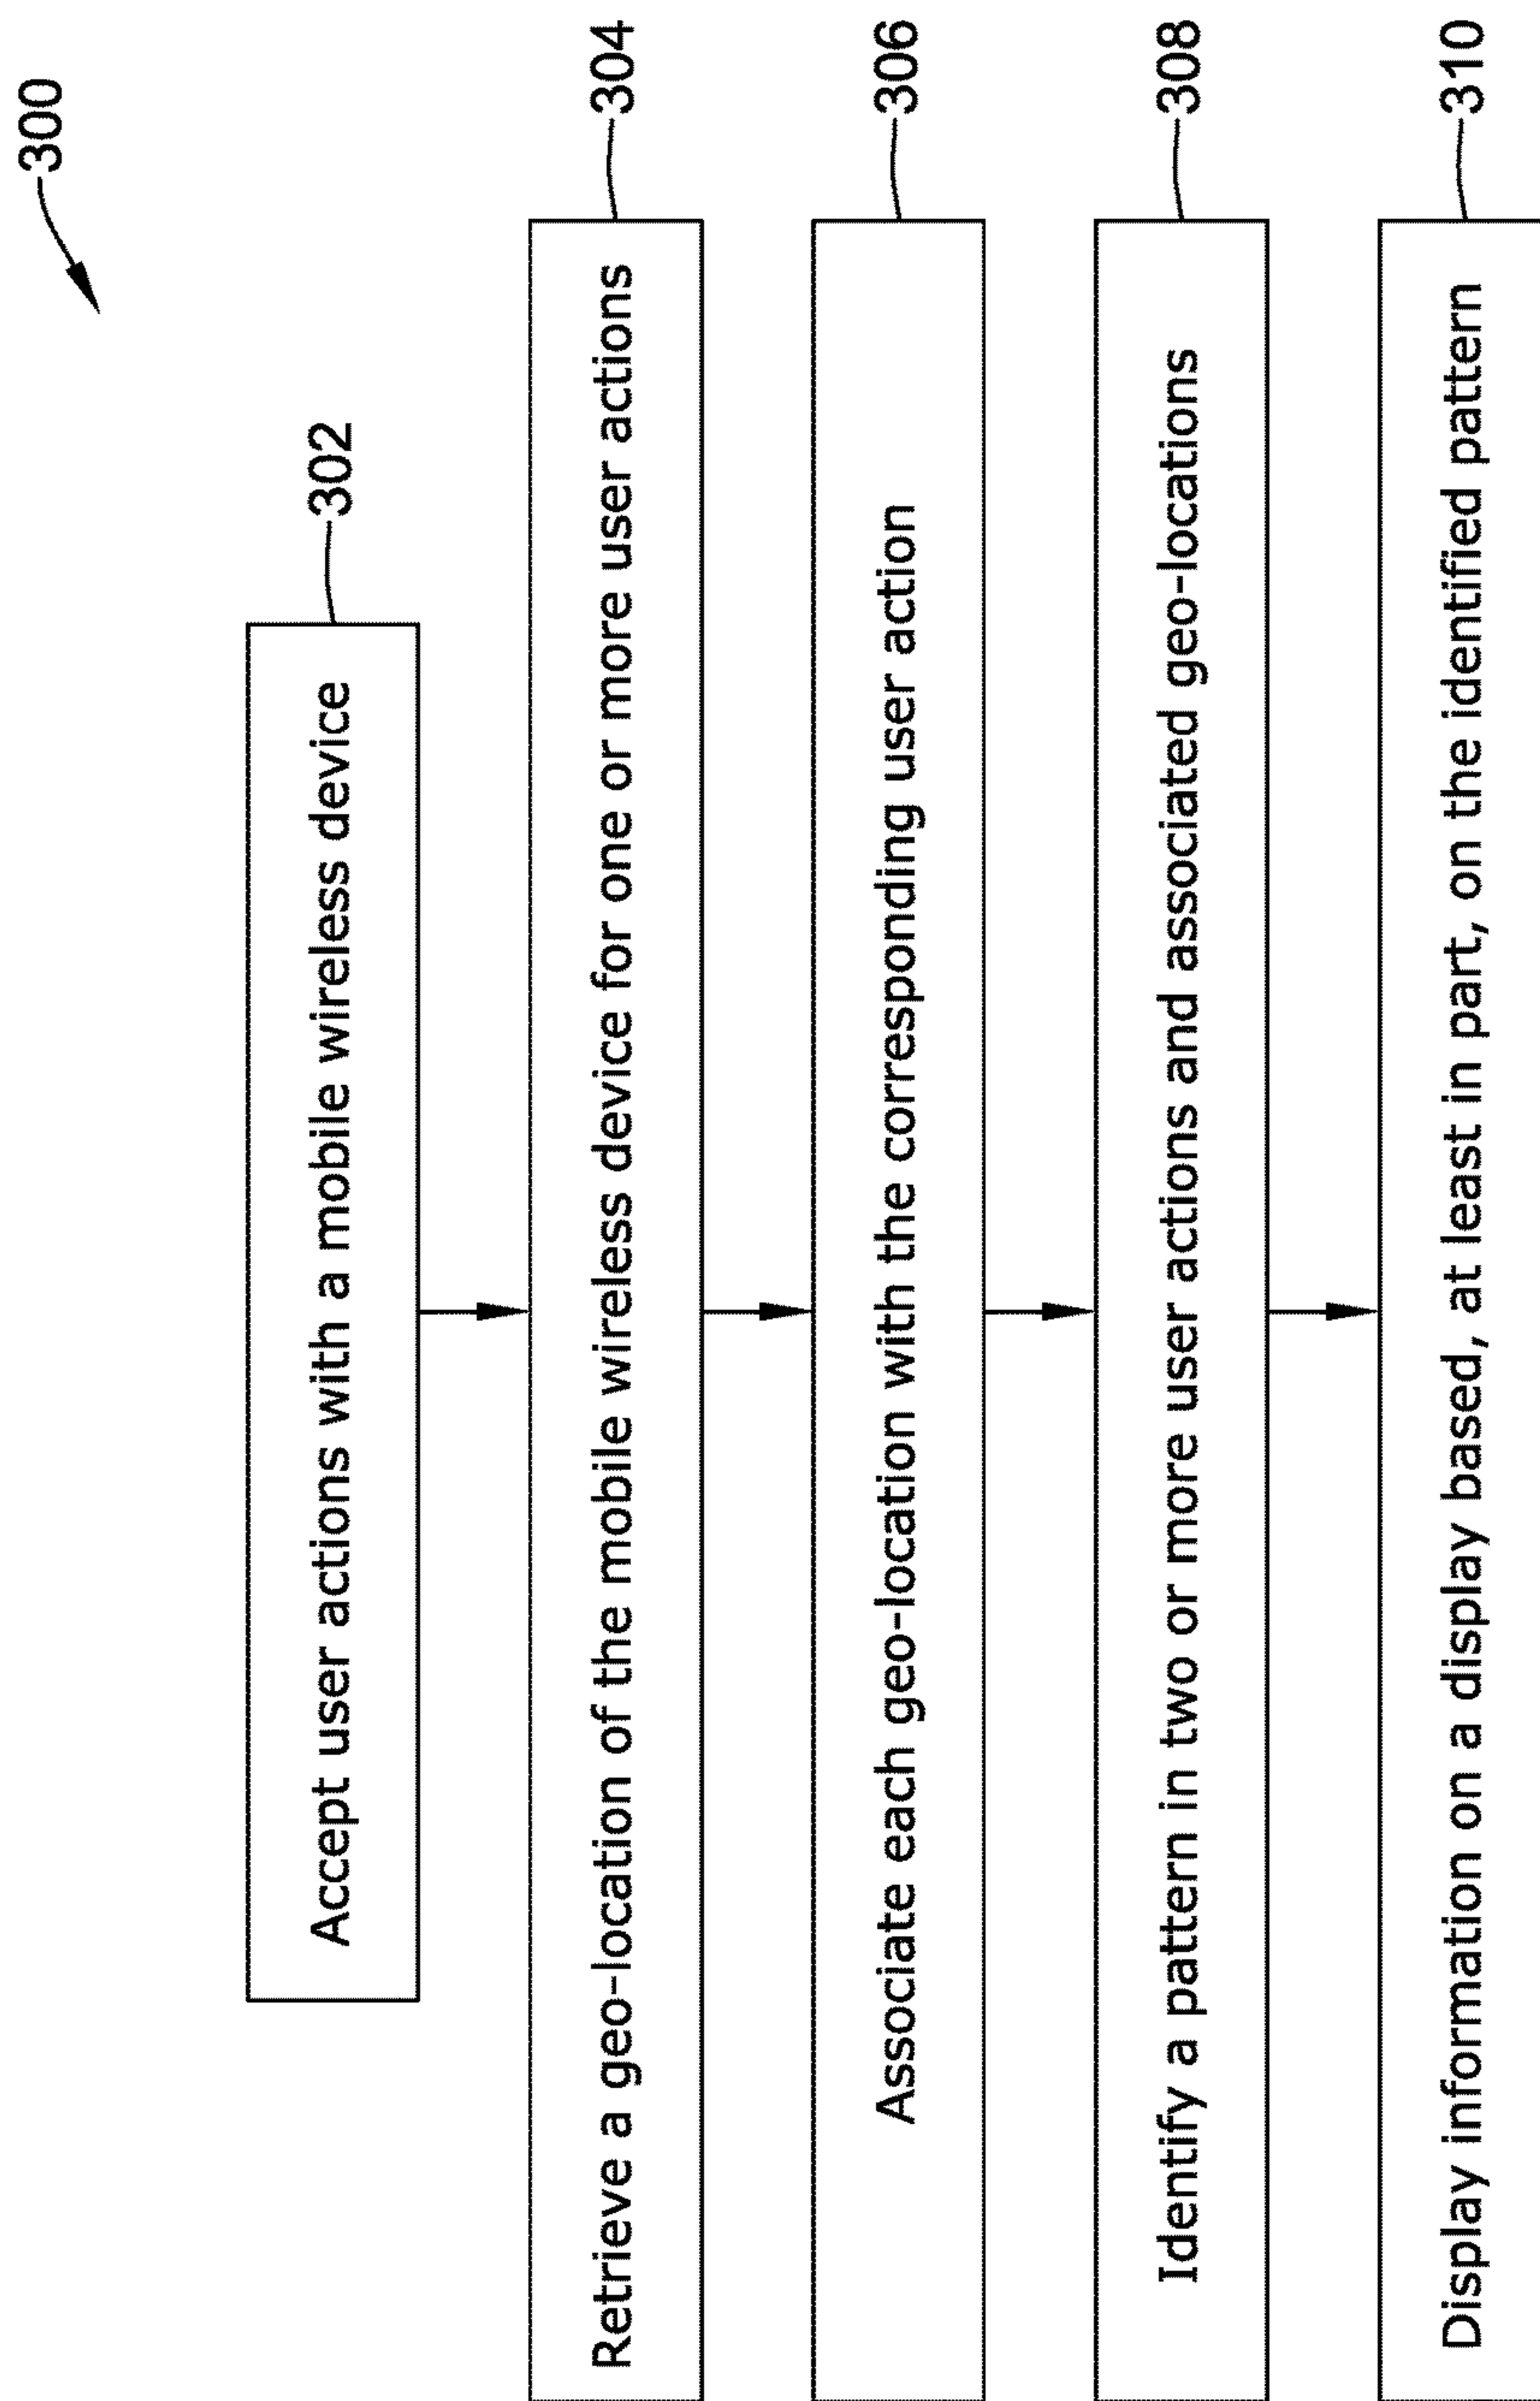 300
302
Accept user actions with a mobile wireless device
304
Retrieve a geo-location of the mobile wireless device for one or more user actions
306
Associate each geo-location with the corresponding user action
308
Identify a pattern in two or more user actions and associated geo-locations
310
Display information on a display based, at least in part, on the identified pattern